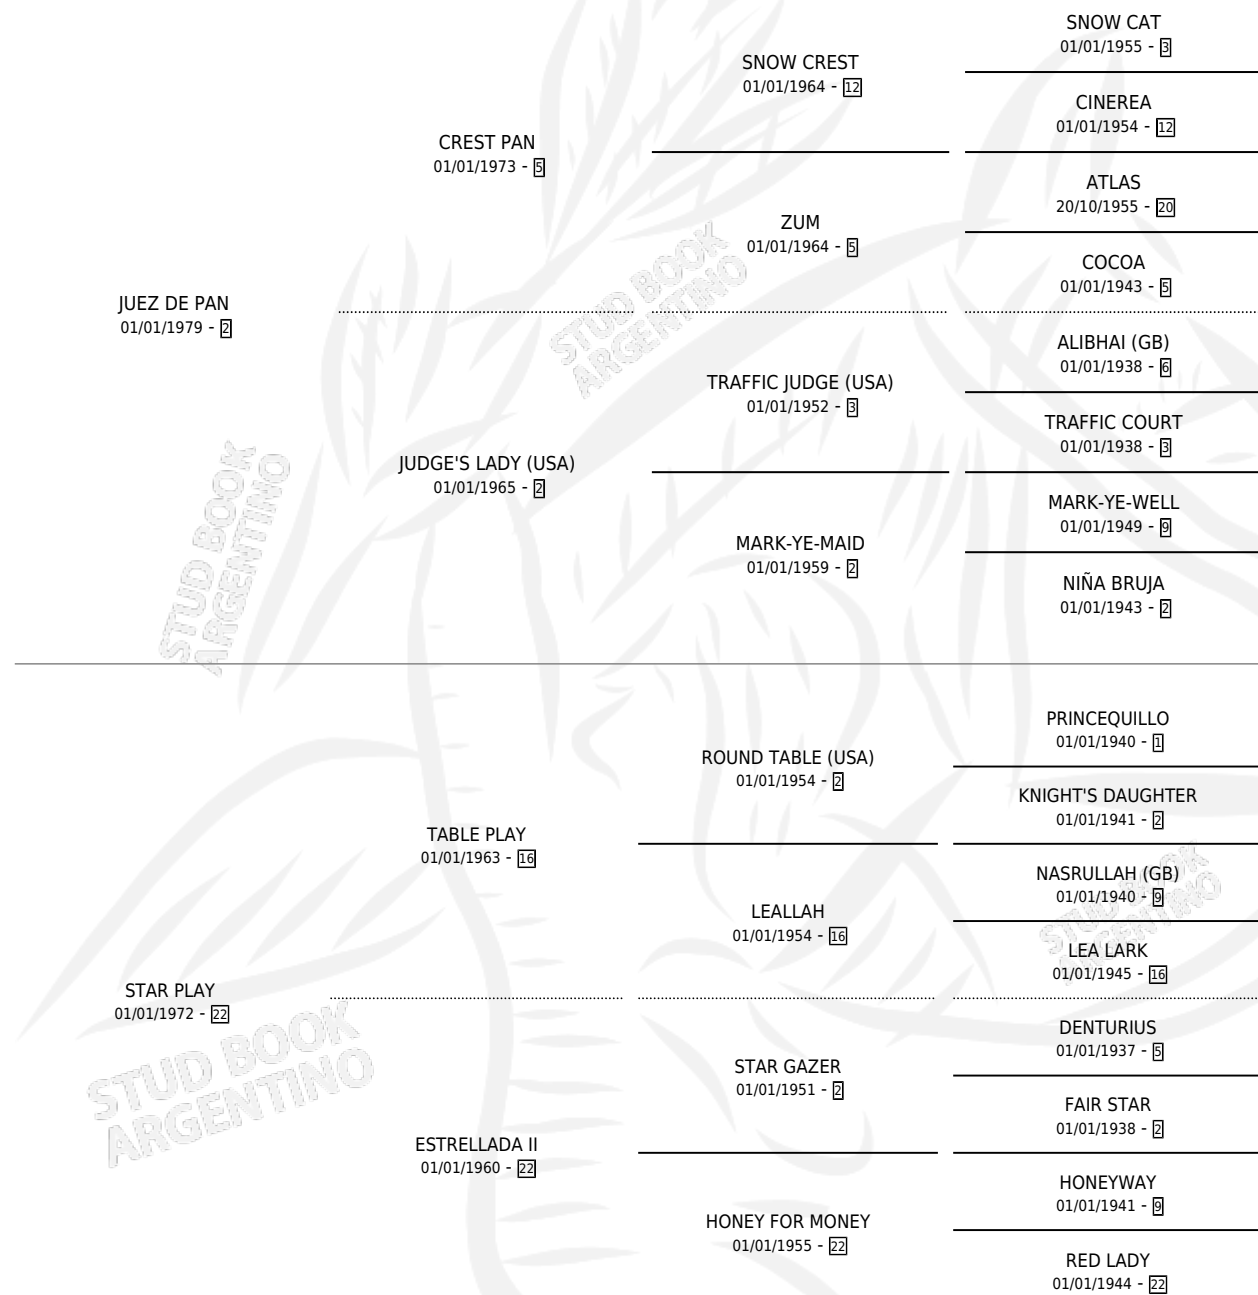 SNOW CAT
01/01/1955 - 3
SNOW CREST
01/01/1964 - 12
CINEREA
01/01/1954 - 12
CREST PAN
01/01/1973 - 5
ATLAS
20/10/1955 - 20
ZUM
01/01/1964 - 5
COCOA
01/01/1943 - 5
JUEZ DE PAN
01/01/1979 - 2
ALIBHAI (GB)
01/01/1938 - 6
TRAFFIC JUDGE (USA)
01/01/1952 - 3
TRAFFIC COURT
01/01/1938 - 3
JUDGE'S LADY (USA)
01/01/1965 - 2
MARK-YE-WELL
01/01/1949 - 9
MARK-YE-MAID
01/01/1959 - 2
NIÑA BRUJA
01/01/1943 - 2
PRINCEQUILLO
01/01/1940 - 1
ROUND TABLE (USA)
01/01/1954 - 2
KNIGHT'S DAUGHTER
01/01/1941 - 2
TABLE PLAY
01/01/1963 - 16
NASRULLAH (GB)
01/01/1940 - 9
LEALLAH
01/01/1954 - 16
LEA LARK
01/01/1945 - 16
STAR PLAY
01/01/1972 - 22
DENTURIUS
01/01/1937 - 5
STAR GAZER
01/01/1951 - 2
FAIR STAR
01/01/1938 - 2
ESTRELLADA II
01/01/1960 - 22
HONEYWAY
01/01/1941 - 9
HONEY FOR MONEY
01/01/1955 - 22
RED LADY
01/01/1944 - 22
STUD BOOK
ARGENTINO
STUD BOOK
ARGENTINO
STUD BOOK
ARGENTINO
STUD BOOK
ARGENTINO